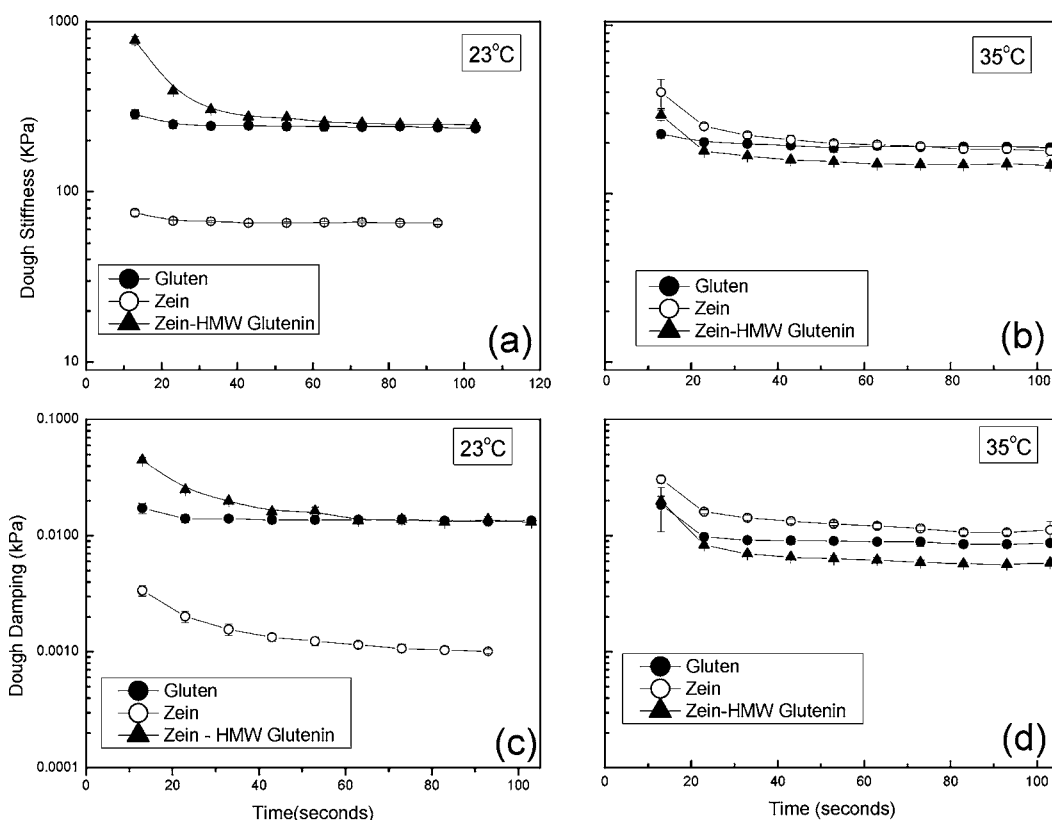 1000
100
10
Dough Stiffness (KPa)
23°C
Gluten
Zein
Zein-HMW Glutenin
(a)
0 20 40 60 80 100 120
35°C
Gluten
Zein
Zein-HMW Glutenin
(b)
0 20 40 60 80 100
0.1000
0.0100
0.0010
0.0001
Dough Damping (kPa)
23°C
Gluten
Zein
Zein - HMW Glutenin
(c)
0 20 40 60 80 100
Time(seconds)
35°C
Gluten
Zein
Zein-HMW Glutenin
(d)
0 20 40 60 80 100
Time (seconds)